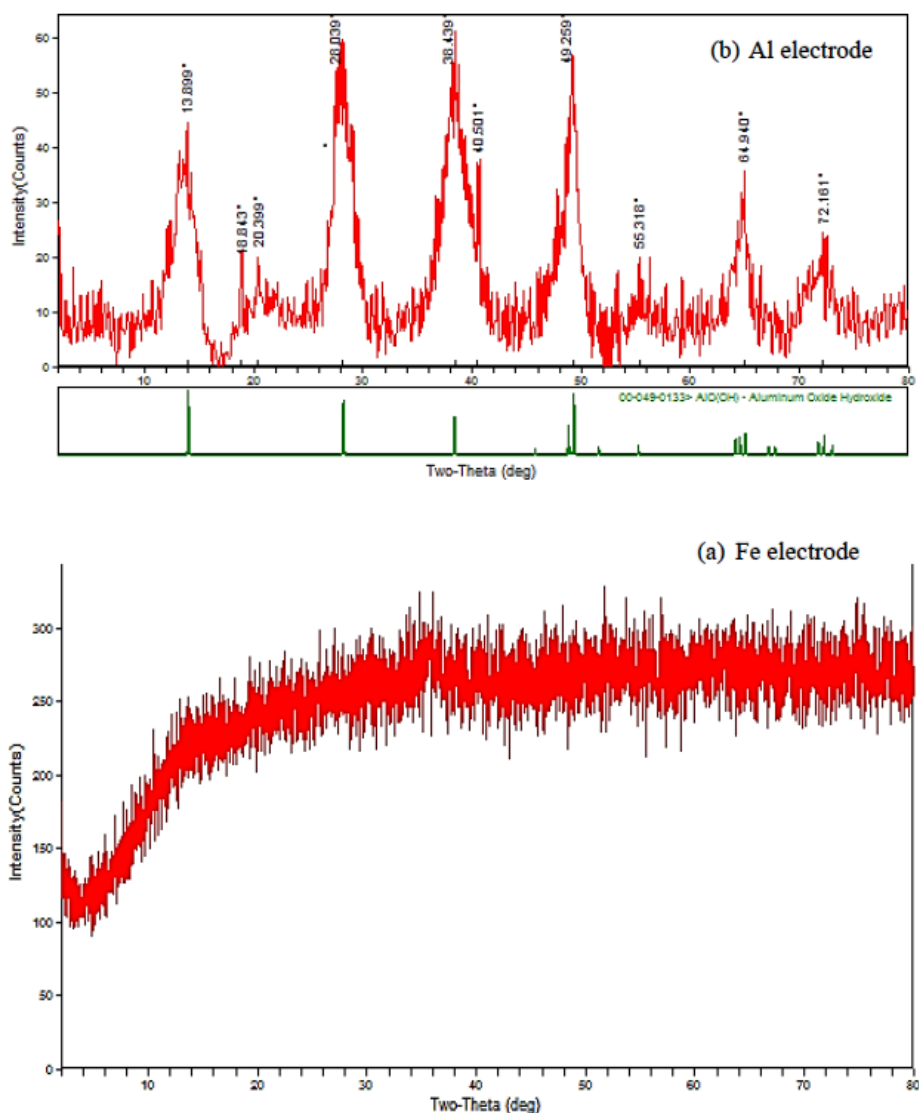 (b) Al electrode
Intensity(Counts)
60
50
40
30
20
10
0
13.899°
18.843°
20.399°
28.039
38.439
40.501°
49.259
55.318°
64.940°
72.161°
10 20 30 40 50 60 70 80
00-049-0133> AlO(OH) - Aluminum Oxide Hydroxide
Two-Theta (deg)
(a) Fe electrode
Intensity(Counts)
300
250
200
150
100
50
0
10 20 30 40 50 60 70 80
Two-Theta (deg)